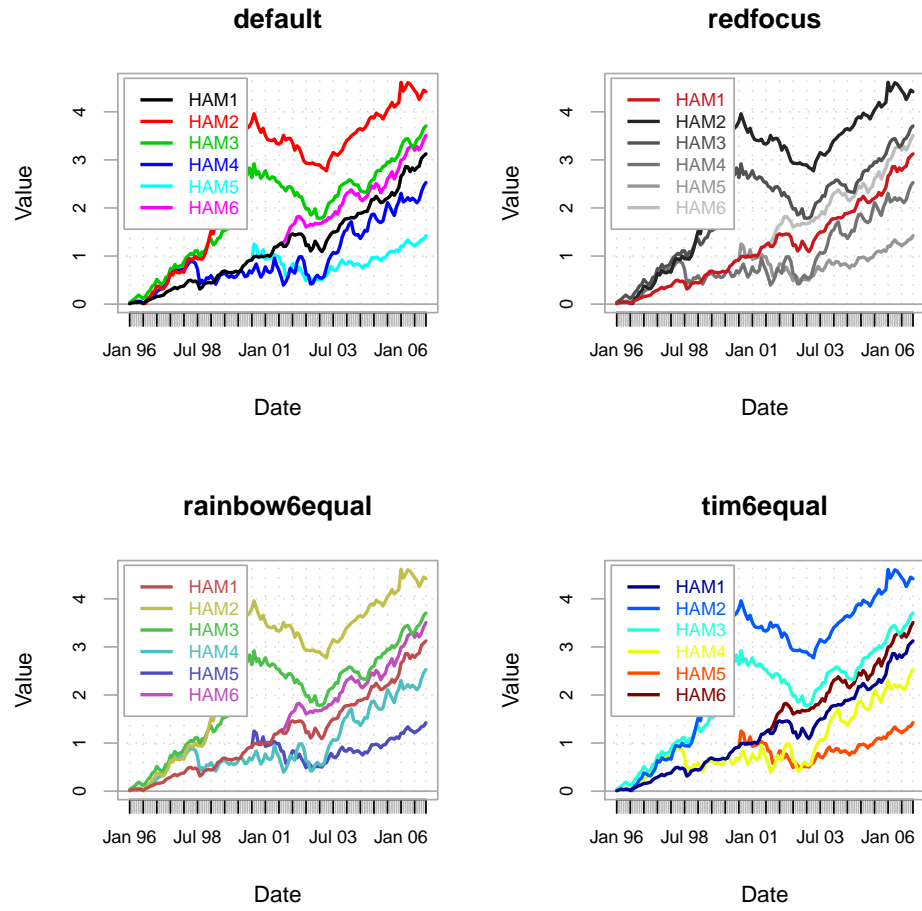 default
HAM1
HAM2
HAM3
HAM4
HAM5
HAM6
Value
0
1
2
3
4
Jan 96
Jul 98
Jan 01
Jul 03
Jan 06
Date
redfocus
HAM1
HAM2
HAM3
HAM4
HAM5
HAM6
Value
0
1
2
3
4
Jan 96
Jul 98
Jan 01
Jul 03
Jan 06
Date
rainbow6equal
HAM1
HAM2
HAM3
HAM4
HAM5
HAM6
Value
0
1
2
3
4
Jan 96
Jul 98
Jan 01
Jul 03
Jan 06
Date
tim6equal
HAM1
HAM2
HAM3
HAM4
HAM5
HAM6
Value
0
1
2
3
4
Jan 96
Jul 98
Jan 01
Jul 03
Jan 06
Date